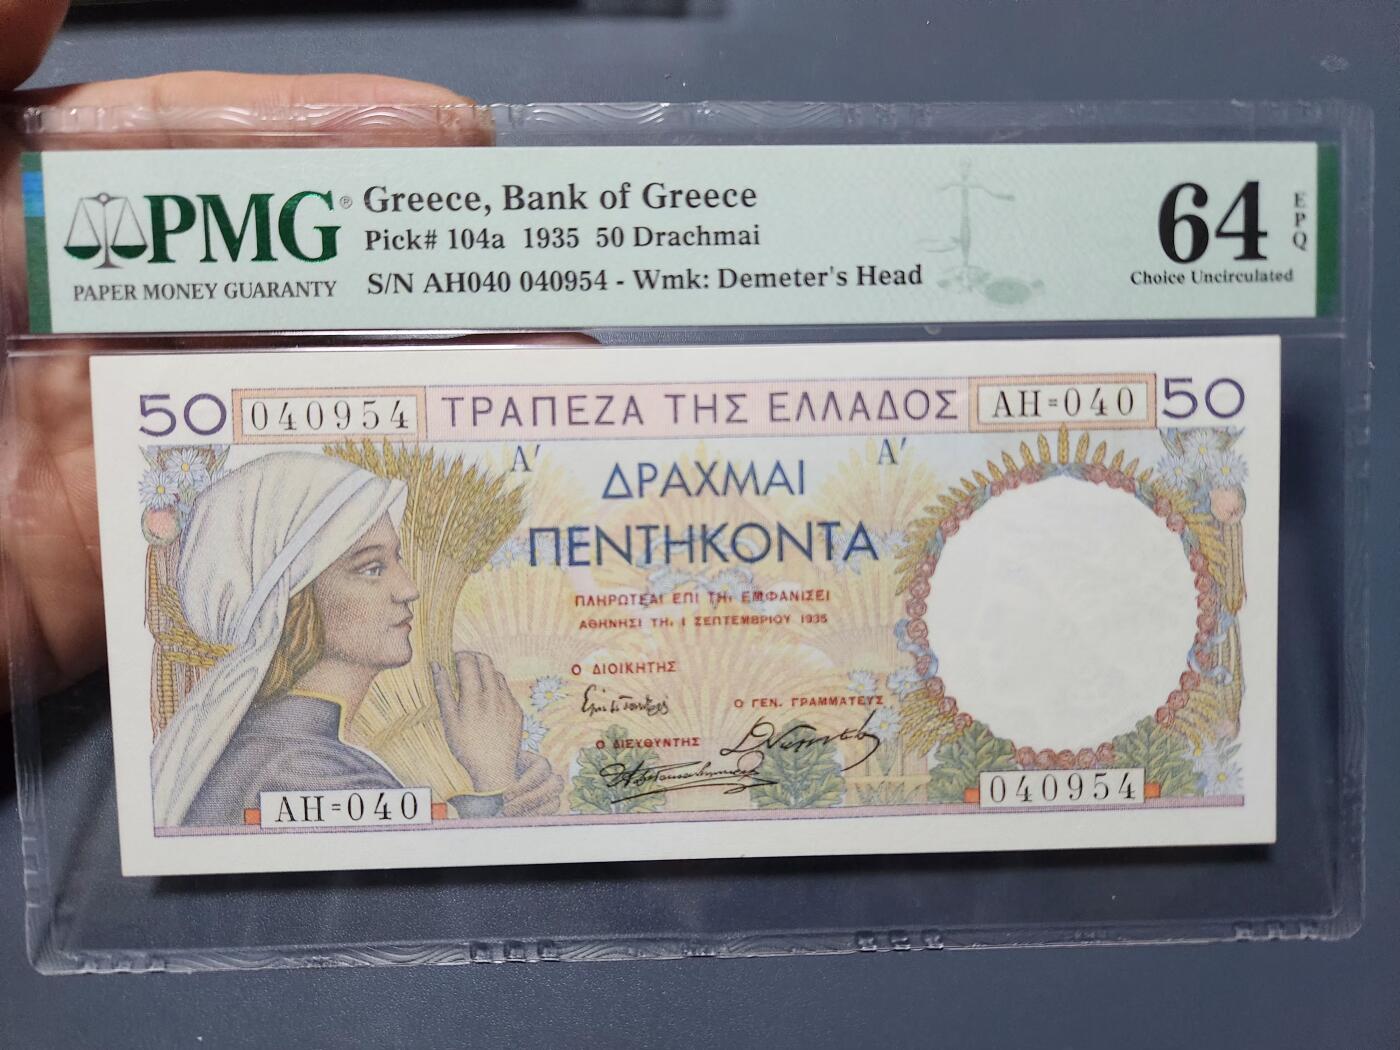 PMG®
PAPER MONEY GUARANTY
Greece, Bank of Greece
Pick# 104a 1935 50 Drachmai
S/N AH040 040954 - Wmk: Demeter's Head
64
EPQ
Choice Uncirculated
50 040954 ΤΡΑΠΕΖΑ ΤΗΣ ΕΛΛΑΔΟΣ ΑΗ=040 50
Α' Α'
ΔΡΑΧΜΑΙ
ΠΕΝΤΗΚΟΝΤΑ
ΠΛΗΡΩΤΕΑΙ ΕΠΙ ΤΗι ΕΜΦΑΝΙΣΕΙ
ΑΘΗΝΗΣΙ ΤΗι 1 ΣΕΠΤΕΜΒΡΙΟΥ 1935
Ο ΔΙΟΙΚΗΤΗΣ
Ο ΓΕΝ. ΓΡΑΜΜΑΤΕΥΣ
Ο ΔΙΕΥΘΥΝΤΗΣ
ΑΗ=040 040954